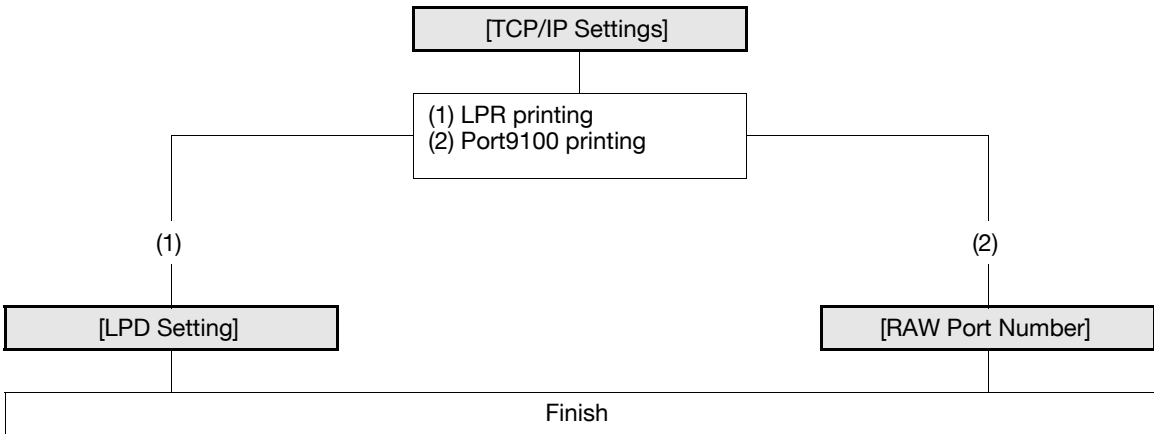 [TCP/IP Settings]
(1) LPR printing
(2) Port9100 printing
(1)
(2)
[LPD Setting]
[RAW Port Number]
Finish